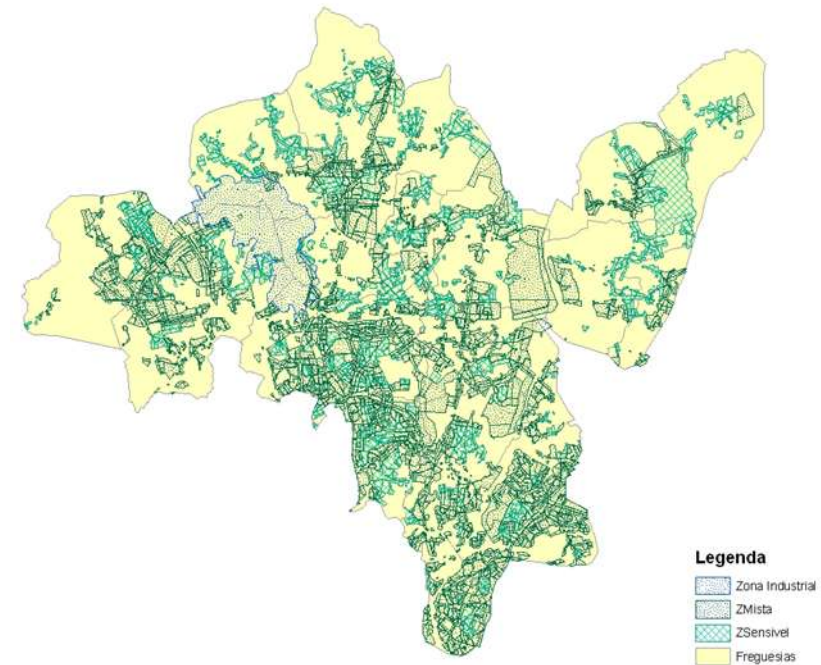 Legenda
Zona Industrial
ZMista
ZSensivel
Freguesias